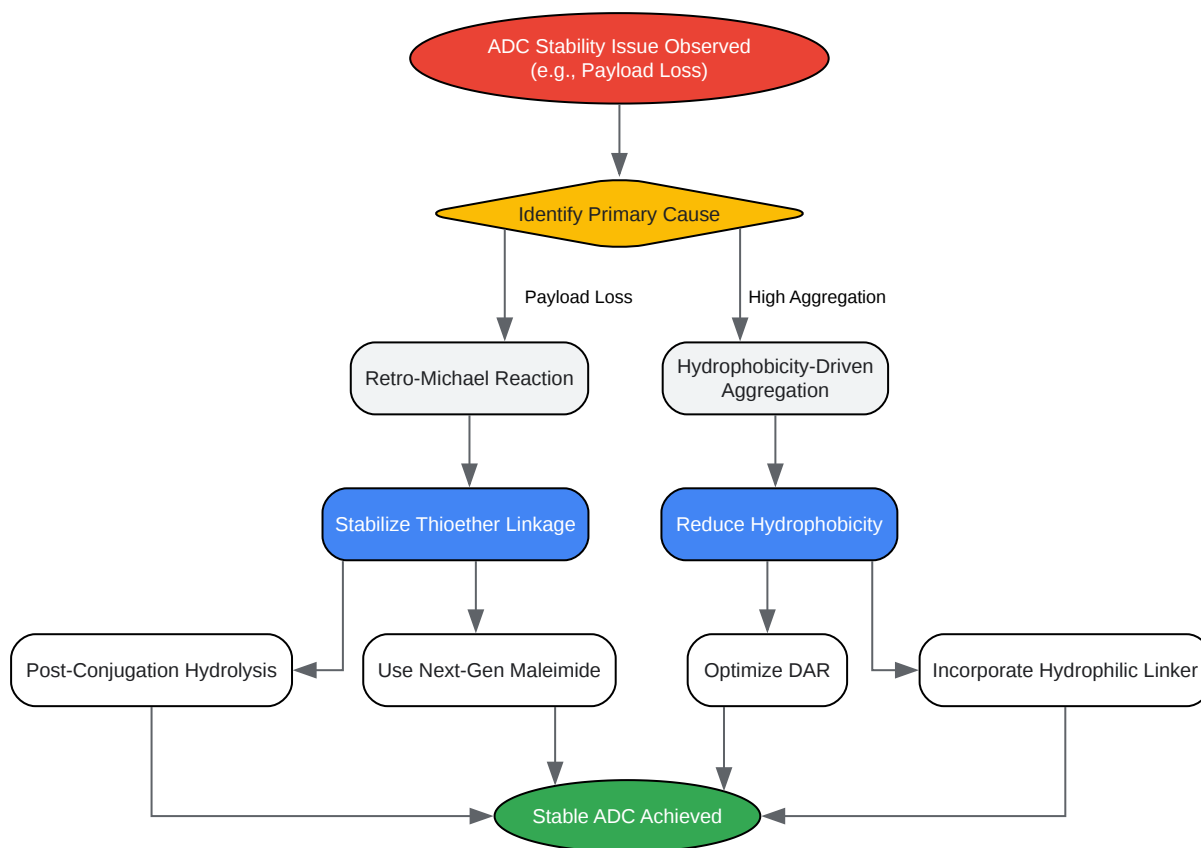 ADC Stability Issue Observed
(e.g., Payload Loss)
Identify Primary Cause
Payload Loss
High Aggregation
Retro-Michael Reaction
Hydrophobicity-Driven
Aggregation
Stabilize Thioether Linkage
Reduce Hydrophobicity
Post-Conjugation Hydrolysis
Use Next-Gen Maleimide
Optimize DAR
Incorporate Hydrophilic Linker
Stable ADC Achieved